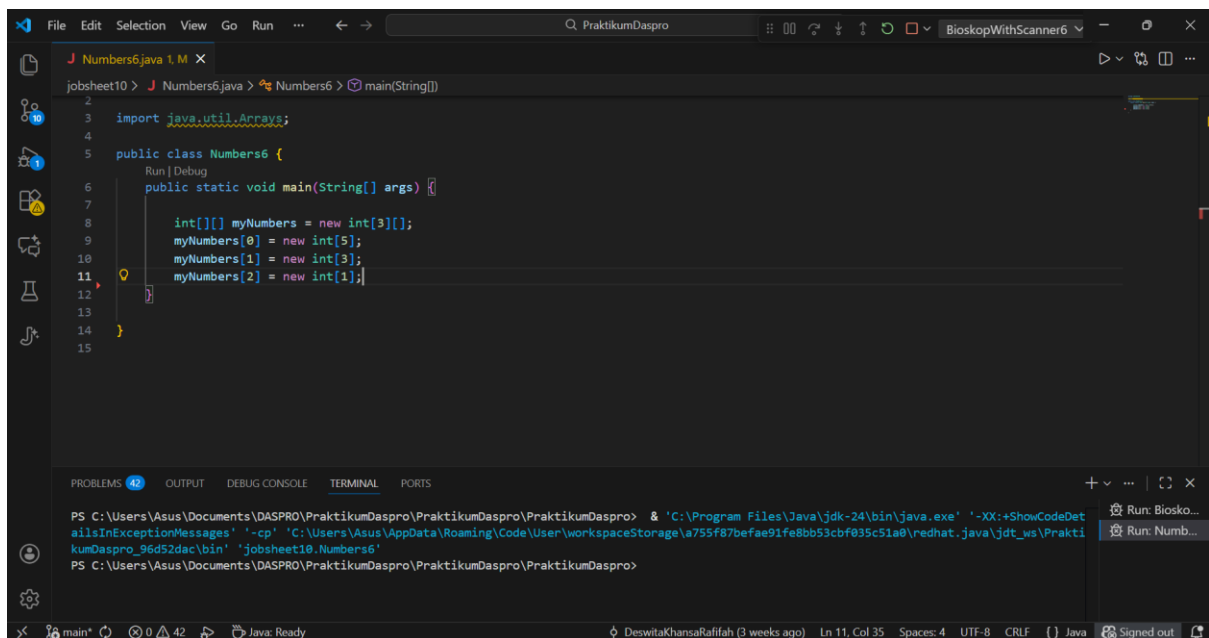 File Edit Selection View Go Run ··· PraktikumDaspro BioskopWithScanner6
J Numbers6.java 1, M
jobsheet10 > J Numbers6.java > Numbers6 > main(String[])
2
3 import java.util.Arrays;
4
5 public class Numbers6 {
Run | Debug
6 public static void main(String[] args) {
7
8 int[][] myNumbers = new int[3][];
9 myNumbers[0] = new int[5];
10 myNumbers[1] = new int[3];
11 myNumbers[2] = new int[1];
12 }
13
14 }
15
10
1
PROBLEMS 42 OUTPUT DEBUG CONSOLE TERMINAL PORTS
PS C:\Users\Asus\Documents\DASPRO\PraktikumDaspro\PraktikumDaspro\PraktikumDaspro> & 'C:\Program Files\Java\jdk-24\bin\java.exe' '-XX:+ShowCodeDet
ailsInExceptionMessages' '-cp' 'C:\Users\Asus\AppData\Roaming\Code\User\workspaceStorage\a755f87befae91fe8bb53cbf035c51a0\redhat.java\jdt_ws\Prakti
kumDaspro_96d52dac\bin' 'jobsheet10.Numbers6'
PS C:\Users\Asus\Documents\DASPRO\PraktikumDaspro\PraktikumDaspro\PraktikumDaspro>
Run: Biosko...
Run: Numb...
main* 0 42 Java: Ready DeswitaKhansaRafifah (3 weeks ago) Ln 11, Col 35 Spaces: 4 UTF-8 CRLF {} Java Signed out